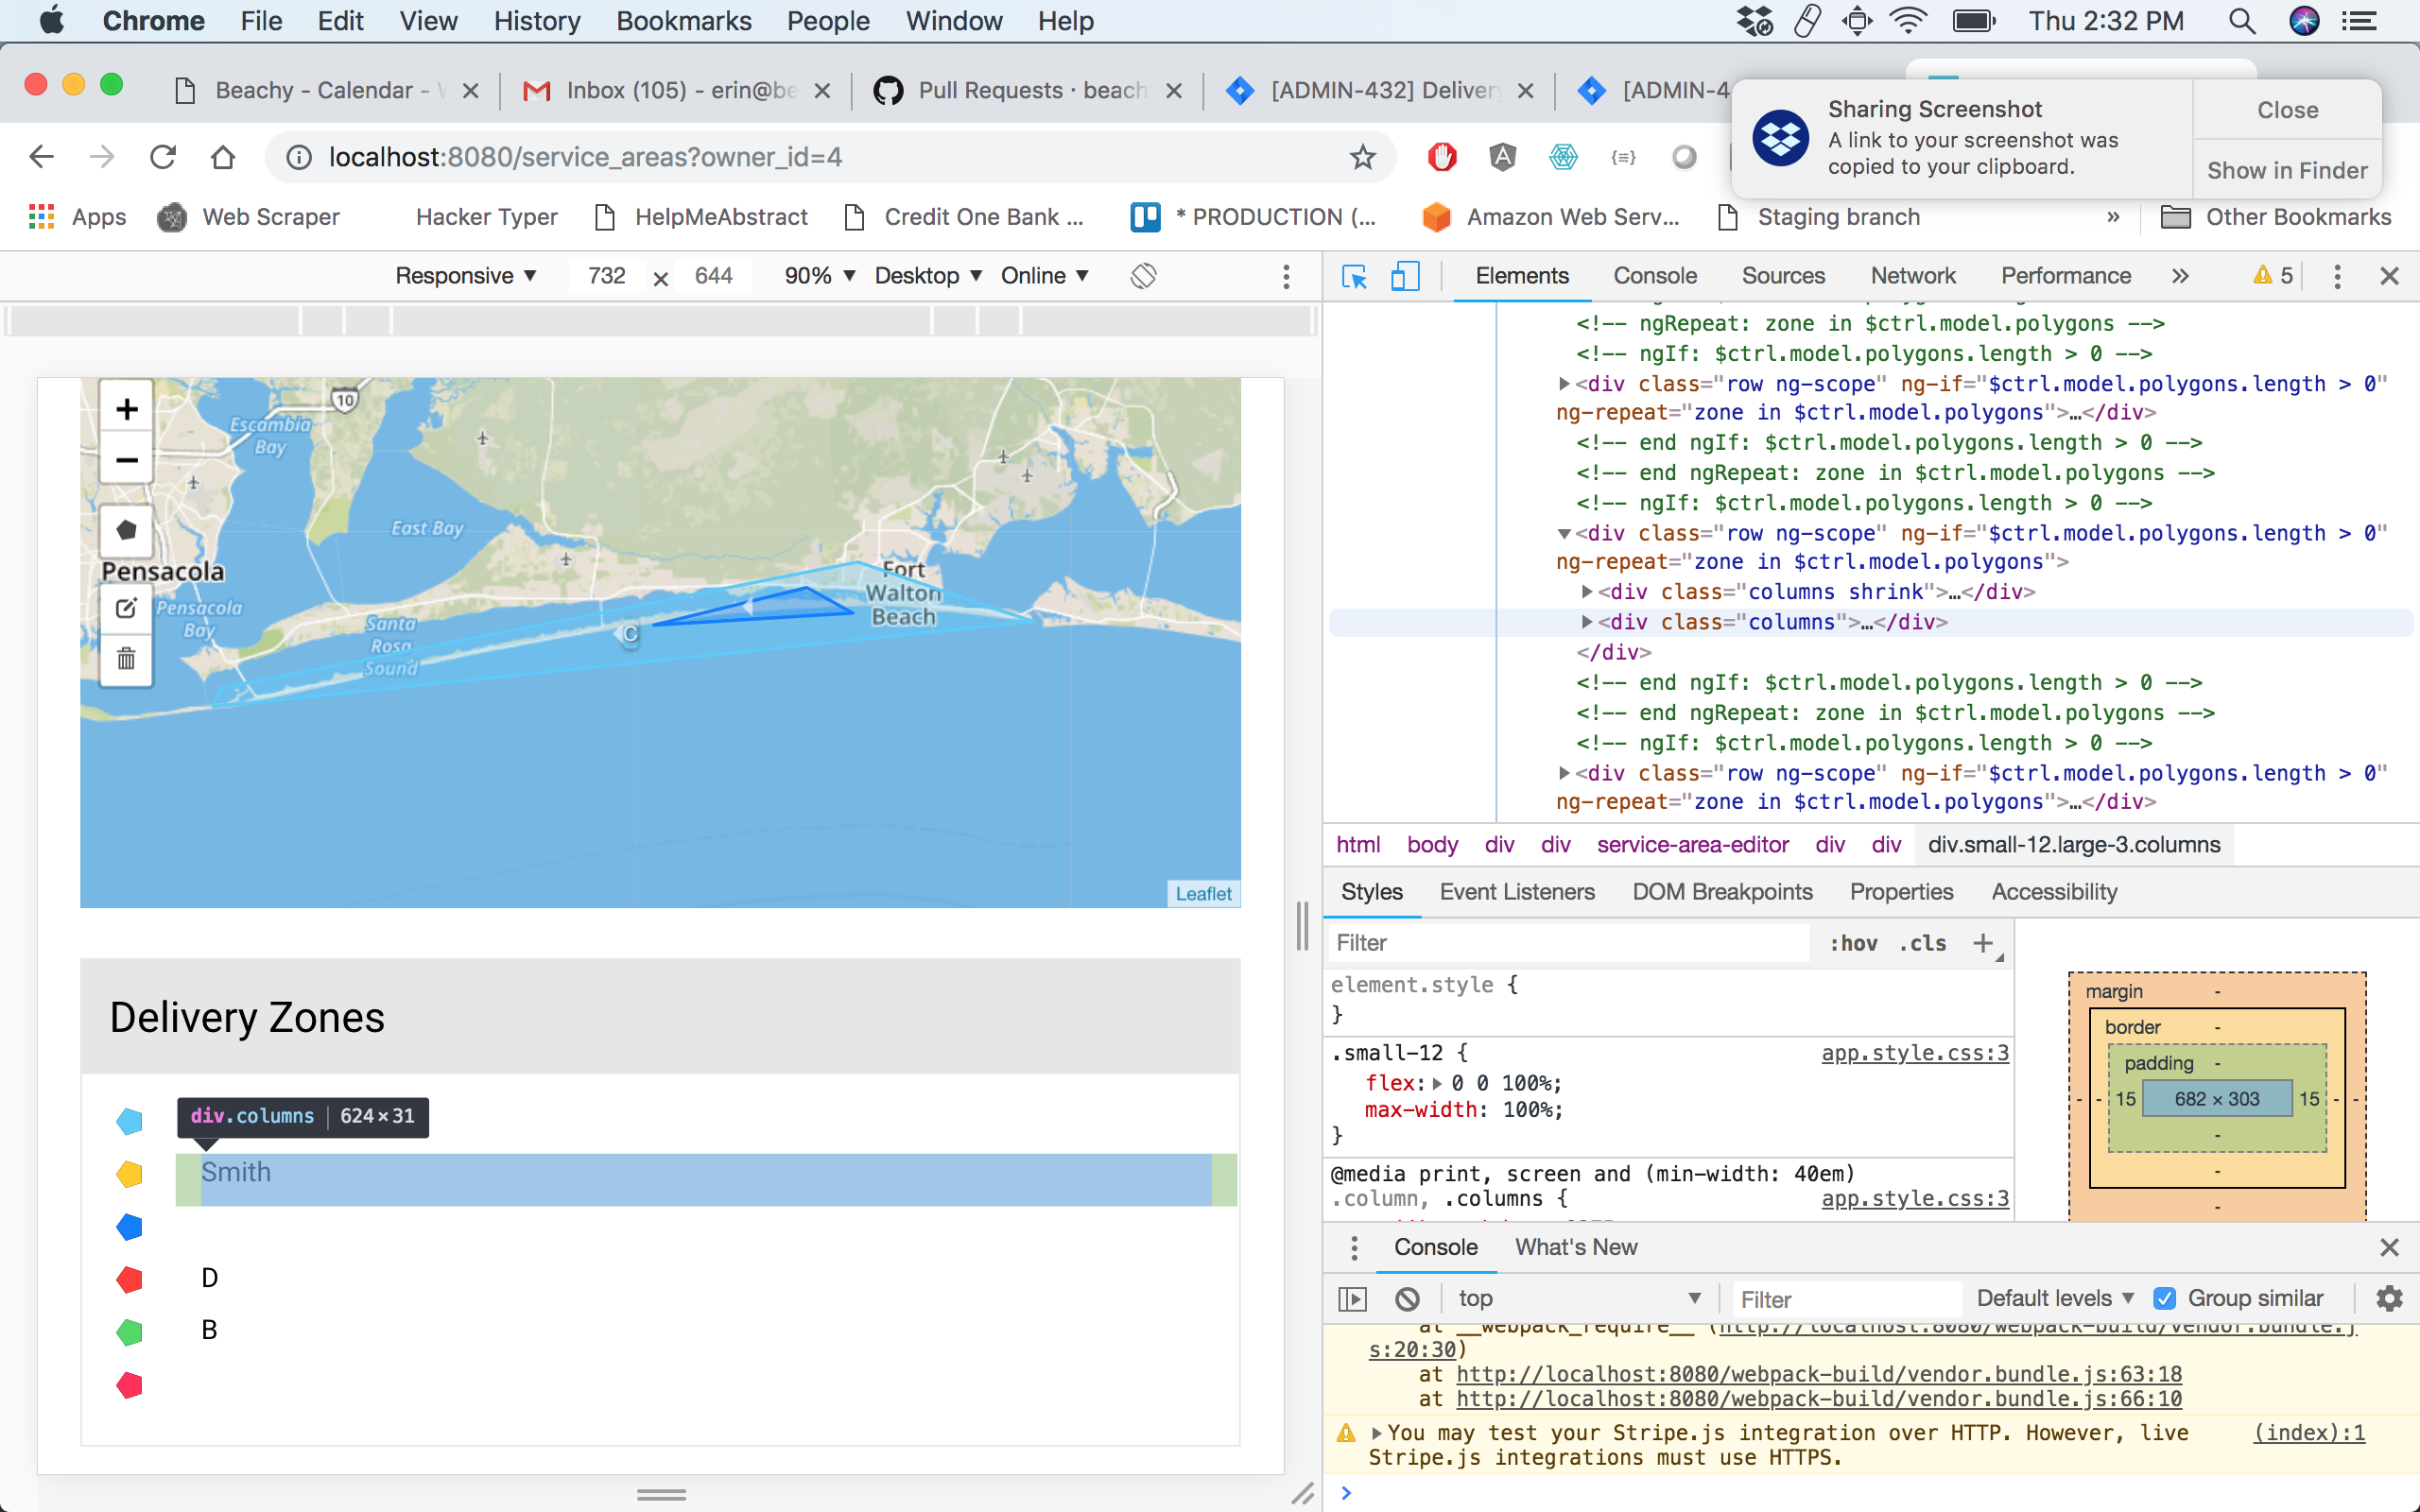 Chrome File Edit View History Bookmarks People Window Help Thu 2:32 PM
Beachy - Calendar -
Inbox (105) - erin@be
Pull Requests · beach
[ADMIN-432] Delivery
[ADMIN-4
Sharing Screenshot
A link to your screenshot was
copied to your clipboard.
Close
Show in Finder
localhost:8080/service_areas?owner_id=4
Apps Web Scraper Hacker Typer HelpMeAbstract Credit One Bank ... * PRODUCTION (... Amazon Web Serv... Staging branch » Other Bookmarks
Responsive ▼ 732 × 644 90% ▼ Desktop ▼ Online ▼
10
Escambia
Bay
East Bay
Pensacola
Pensacola
Bay
Santa
Rosa
Sound
Fort
Walton
Beach
C
+
−
Leaflet
Delivery Zones
div.columns | 624 × 31
Smith
D
B
Elements Console Sources Network Performance » 5
<!-- ngRepeat: zone in $ctrl.model.polygons -->
<!-- ngIf: $ctrl.model.polygons.length > 0 -->
▶<div class="row ng-scope" ng-if="$ctrl.model.polygons.length > 0"
ng-repeat="zone in $ctrl.model.polygons">…</div>
<!-- end ngIf: $ctrl.model.polygons.length > 0 -->
<!-- end ngRepeat: zone in $ctrl.model.polygons -->
<!-- ngIf: $ctrl.model.polygons.length > 0 -->
▼<div class="row ng-scope" ng-if="$ctrl.model.polygons.length > 0"
ng-repeat="zone in $ctrl.model.polygons">
▶<div class="columns shrink">…</div>
▶<div class="columns">…</div>
</div>
<!-- end ngIf: $ctrl.model.polygons.length > 0 -->
<!-- end ngRepeat: zone in $ctrl.model.polygons -->
<!-- ngIf: $ctrl.model.polygons.length > 0 -->
▶<div class="row ng-scope" ng-if="$ctrl.model.polygons.length > 0"
ng-repeat="zone in $ctrl.model.polygons">…</div>
html body div div service-area-editor div div div.small-12.large-3.columns
Styles Event Listeners DOM Breakpoints Properties Accessibility
Filter :hov .cls +
element.style {
}
.small-12 { app.style.css:3
flex:▶ 0 0 100%;
max-width: 100%;
}
@media print, screen and (min-width: 40em)
.column, .columns { app.style.css:3
margin -
border -
padding -
- - 15 682 × 303 15 - -
-
-
-
Console What's New
top ▼ Filter Default levels ▼ Group similar
at __webpack_require__ (http://localhost:8080/webpack-build/vendor.bundle.j
s:20:30)
at http://localhost:8080/webpack-build/vendor.bundle.js:63:18
at http://localhost:8080/webpack-build/vendor.bundle.js:66:10
▶You may test your Stripe.js integration over HTTP. However, live (index):1
Stripe.js integrations must use HTTPS.